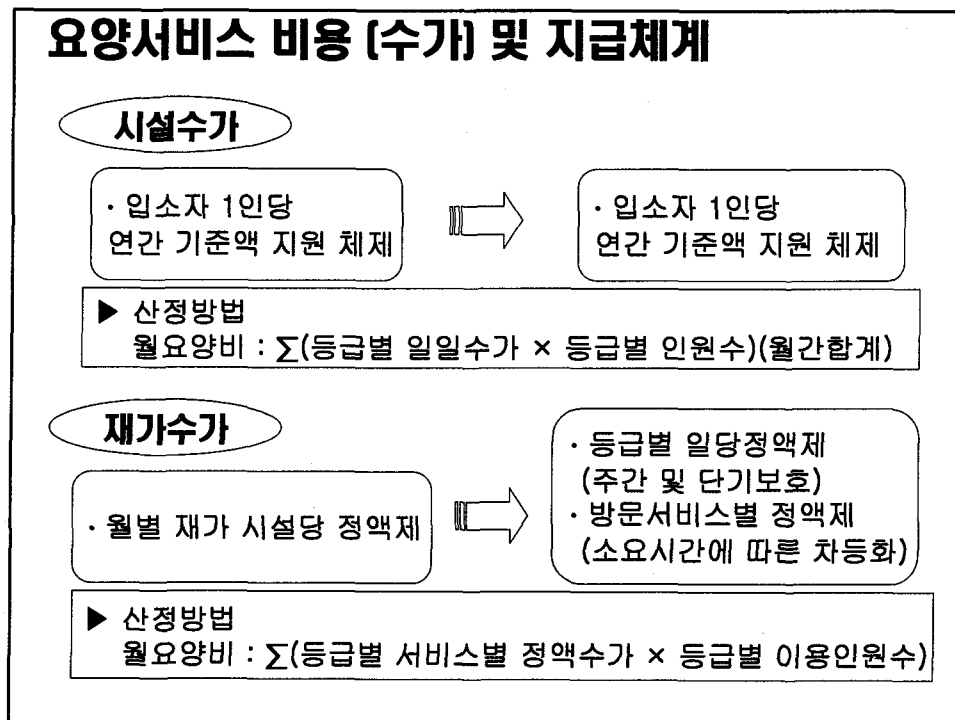 요양서비스 비용 (수가) 및 지급체계
시설수가
· 입소자 1인당
연간 기준액 지원 체제
· 입소자 1인당
연간 기준액 지원 체제
▶ 산정방법
월요양비 : ∑(등급별 일일수가 × 등급별 인원수)(월간합계)
재가수가
· 월별 재가 시설당 정액제
· 등급별 일당정액제
(주간 및 단기보호)
· 방문서비스별 정액제
(소요시간에 따른 차등화)
▶ 산정방법
월요양비 : ∑(등급별 서비스별 정액수가 × 등급별 이용인원수)